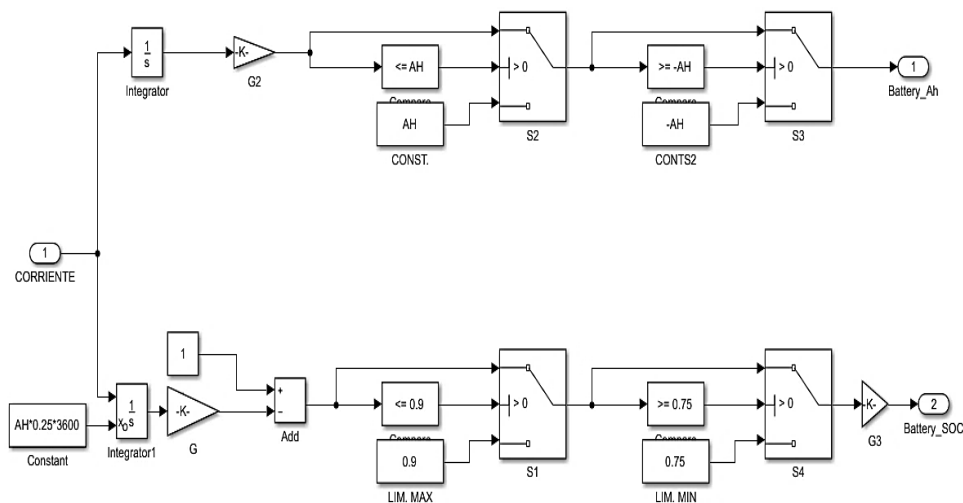 1
s
Integrator
-K-
G2
<= AH
Compare
AH
CONST.
> 0
S2
>= -AH
Compare
-AH
CONTS2
> 0
S3
1
Battery_Ah
1
CORRIENTE
AH*0.25*3600
Constant
xo
1
s
Integrator1
1
-K-
G
+
−
Add
<= 0.9
Compare
0.9
LIM. MAX
> 0
S1
>= 0.75
Compare
0.75
LIM. MIN
> 0
S4
-K-
G3
2
Battery_SOC